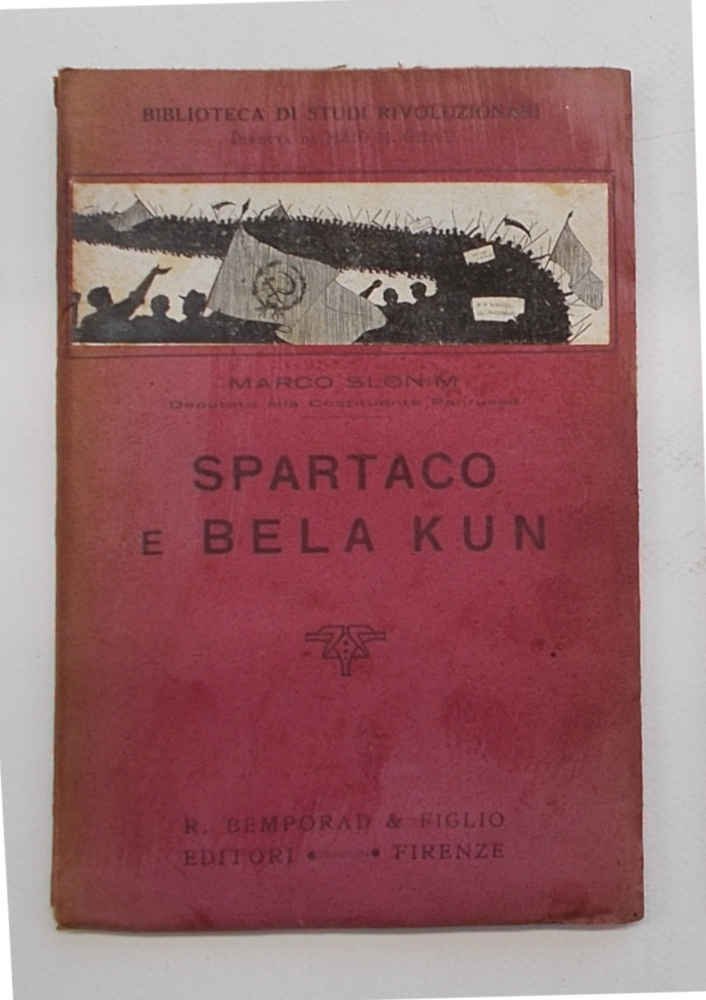 BIBLIOTECA DI STUDI RIVOLUZIONARI
MARCO SLONIM
Deputato alla Costituente Panrussa
SPARTACO
E BELA KUN
R. BEMPORAD & FIGLIO
EDITORI FIRENZE